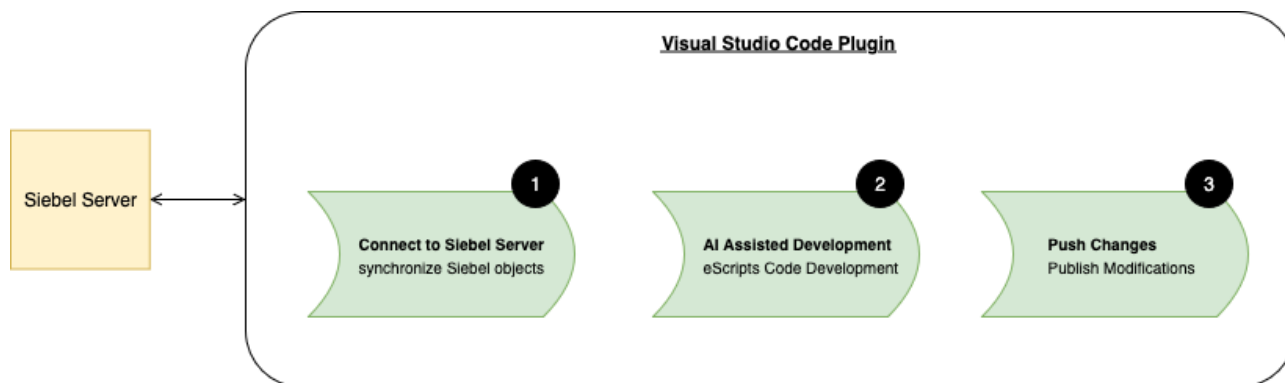 Visual Studio Code Plugin
Siebel Server
1
Connect to Siebel Server
synchronize Siebel objects
2
AI Assisted Development
eScripts Code Development
3
Push Changes
Publish Modifications